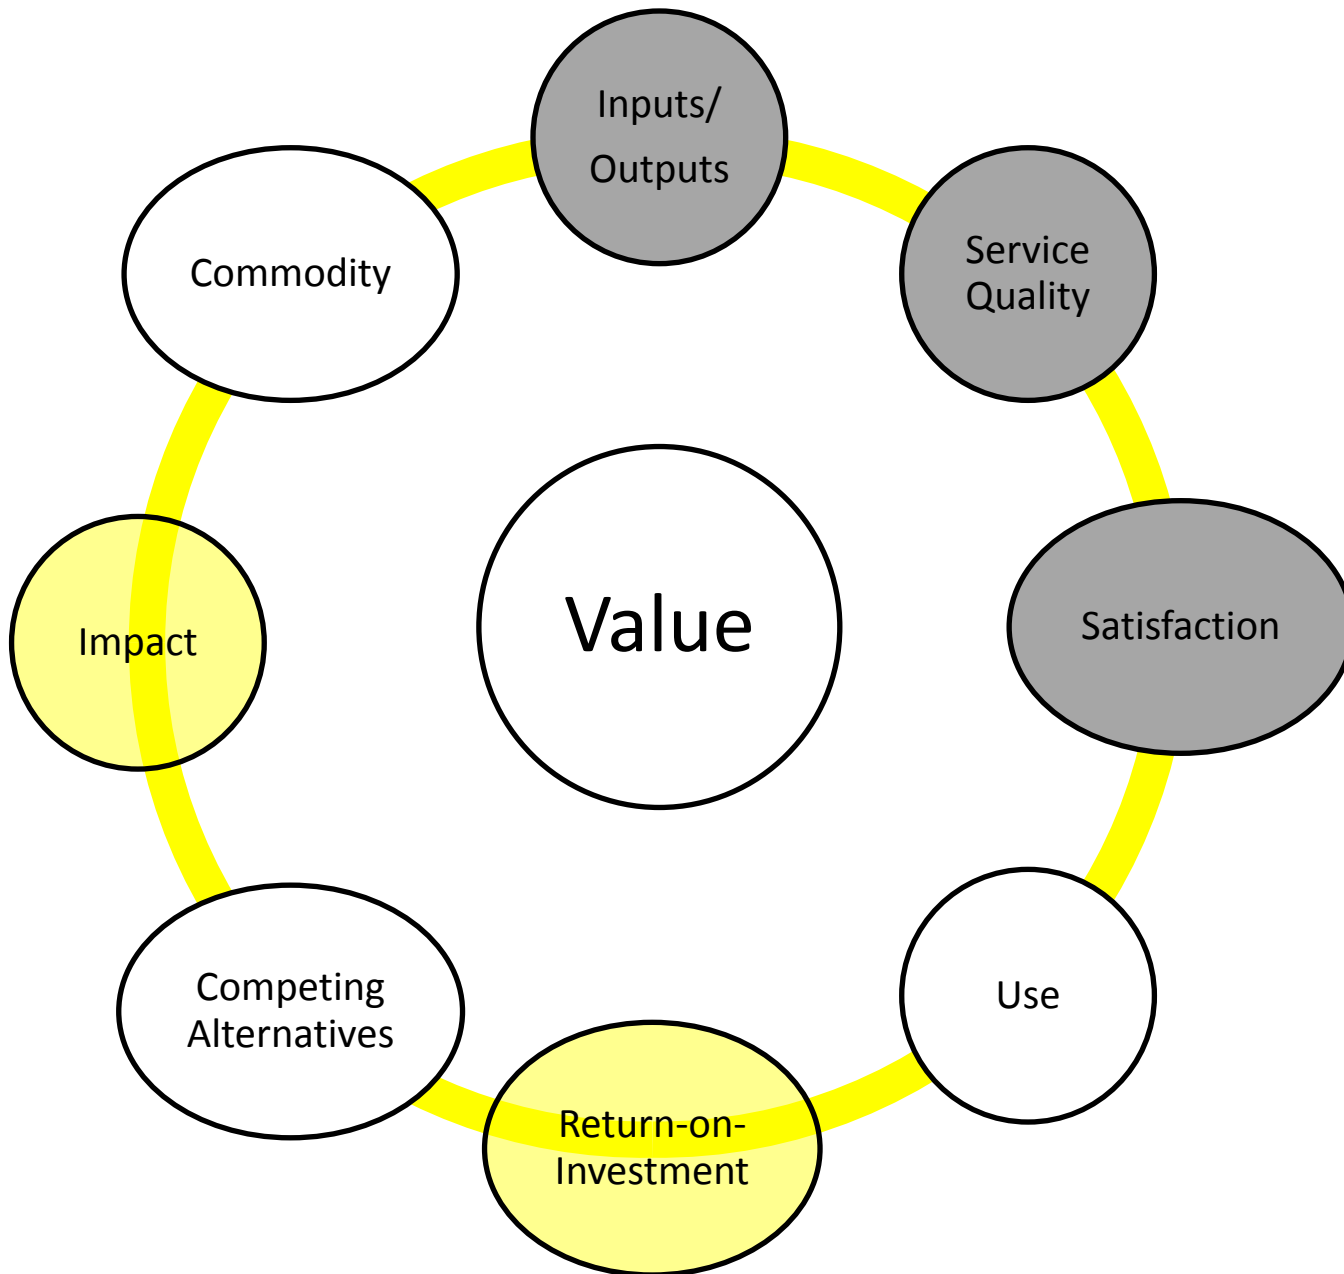 Inputs/
Outputs
Service
Quality
Commodity
Value
Satisfaction
Impact
Use
Competing
Alternatives
Return-on-
Investment